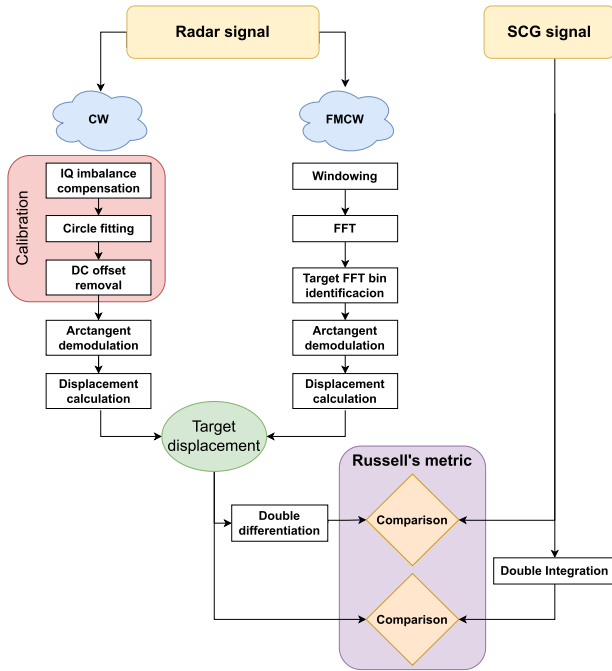 Radar signal
SCG signal
CW
FMCW
Calibration
IQ imbalance
compensation
Circle fitting
DC offset
removal
Arctangent
demodulation
Displacement
calculation
Windowing
FFT
Target FFT bin
identificacion
Arctangent
demodulation
Displacement
calculation
Target
displacement
Russell's metric
Double
differentiation
Comparison
Double Integration
Comparison